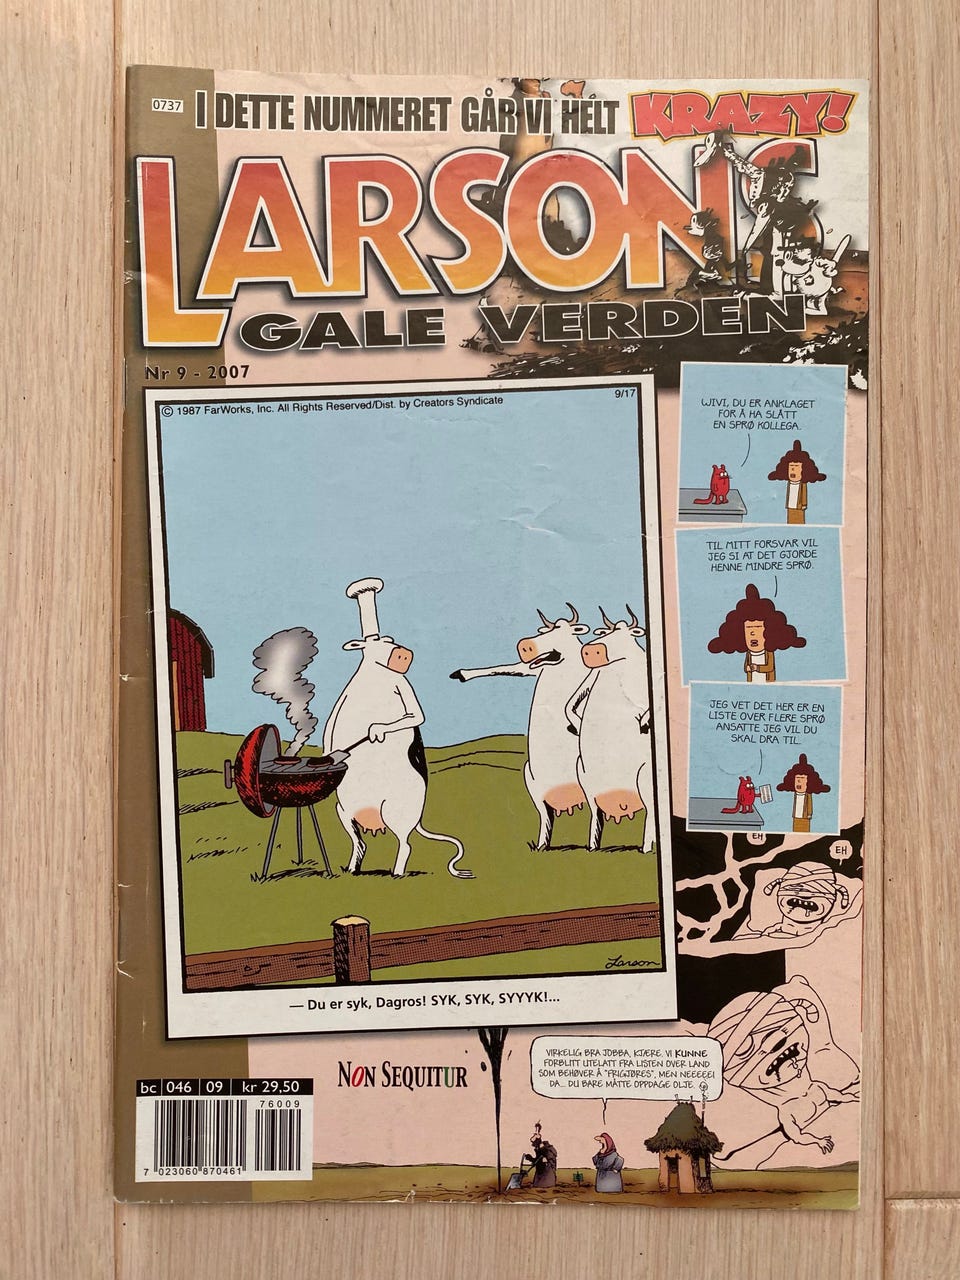 0737
I DETTE NUMMERET GÅR VI HELT KRAZY!
LARSONS
GALE VERDEN
Nr 9 - 2007
© 1987 FarWorks, Inc. All Rights Reserved/Dist. by Creators Syndicate
9/17
Larson
— Du er syk, Dagros! SYK, SYK, SYYYK!...
WIVI, DU ER ANKLAGET
FOR Å HA SLÅTT
EN SPRØ KOLLEGA.
TIL MITT FORSVAR VIL
JEG SI AT DET GJORDE
HENNE MINDRE SPRØ.
JEG VET DET. HER ER EN
LISTE OVER FLERE SPRØ
ANSATTE JEG VIL DU
SKAL DRA TIL.
EH
EH
NON SEQUITUR
VIRKELIG BRA JOBBA, KJÆRE. VI KUNNE
FORBLITT UTELATT FRA LISTEN OVER LAND
SOM BEHØVER Å "FRIGJØRES", MEN NEEEEI
DA... DU BARE MÅTTE OPPDAGE OLJE.
bc 046 09 kr 29,50
76009
7 023060 870461